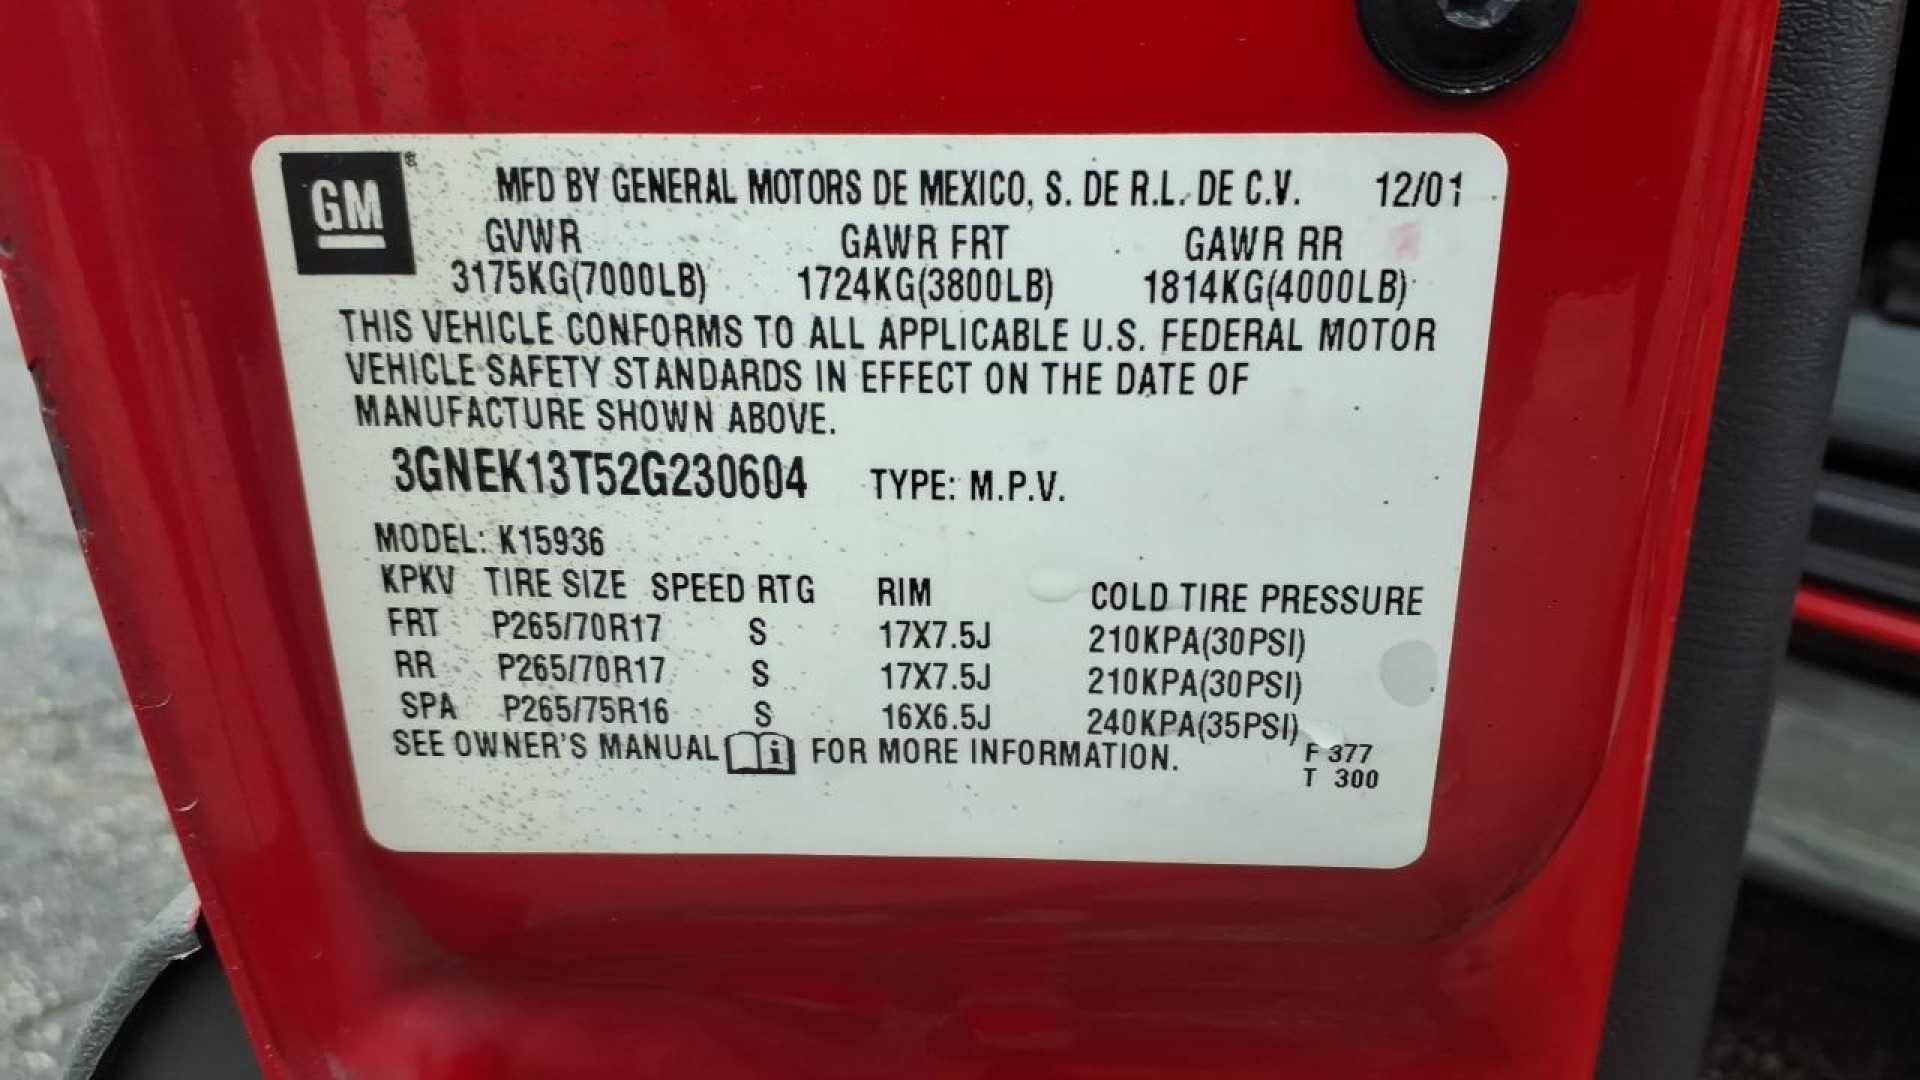 GM®
MFD BY GENERAL MOTORS DE MEXICO, S. DE R.L. DE C.V. 12/01
GVWR GAWR FRT GAWR RR
3175KG(7000LB) 1724KG(3800LB) 1814KG(4000LB)
THIS VEHICLE CONFORMS TO ALL APPLICABLE U.S. FEDERAL MOTOR
VEHICLE SAFETY STANDARDS IN EFFECT ON THE DATE OF
MANUFACTURE SHOWN ABOVE.
3GNEK13T52G230604 TYPE: M.P.V.
MODEL: K15936
KPKV TIRE SIZE SPEED RTG RIM COLD TIRE PRESSURE
FRT P265/70R17 S 17X7.5J 210KPA(30PSI)
RR P265/70R17 S 17X7.5J 210KPA(30PSI)
SPA P265/75R16 S 16X6.5J 240KPA(35PSI)
SEE OWNER'S MANUAL i FOR MORE INFORMATION. F 377
T 300